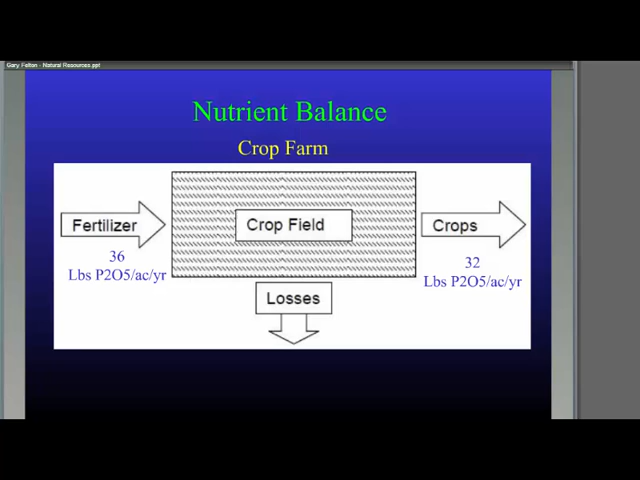 Gary Felton - Natural Resources.ppt
Nutrient Balance
Crop Farm
Fertilizer
Crop Field
Crops
36
Lbs P2O5/ac/yr
32
Lbs P2O5/ac/yr
Losses